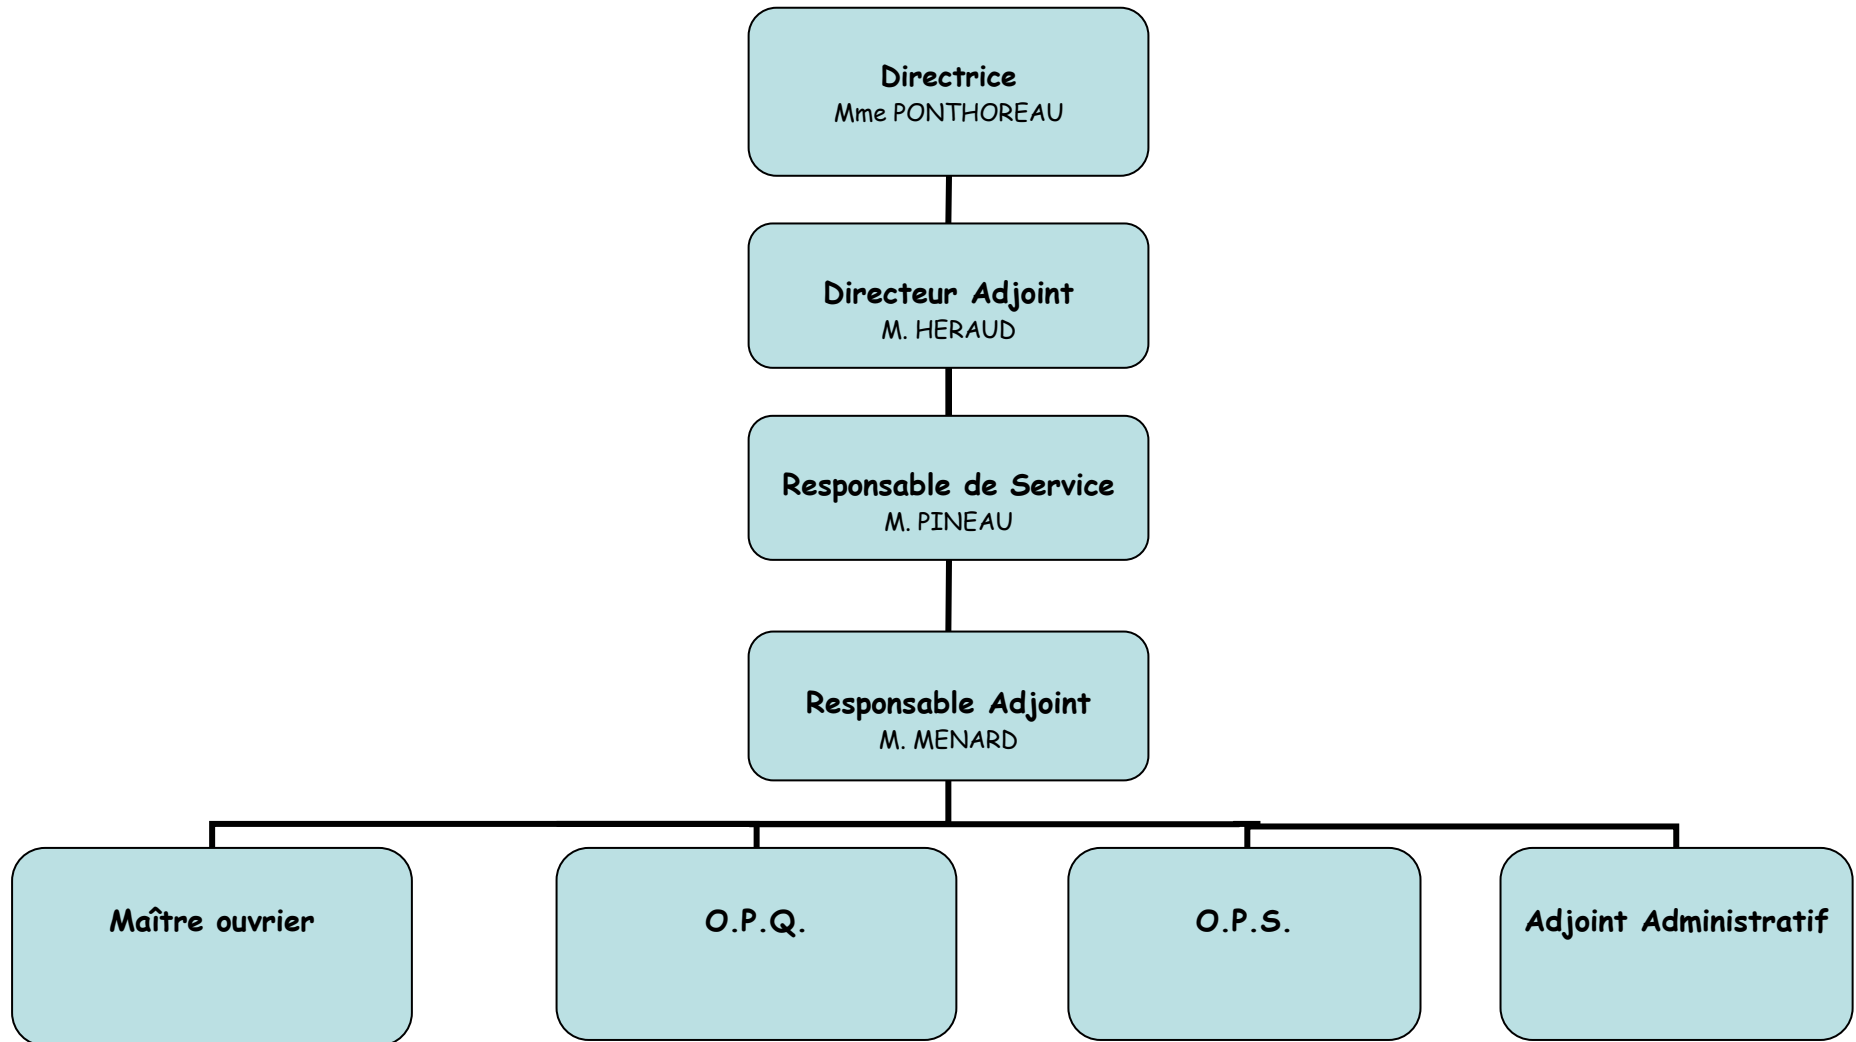 Directrice
Mme PONTHOREAU
Directeur Adjoint
M. HERAUD
Responsable de Service
M. PINEAU
Responsable Adjoint
M. MENARD
Maître ouvrier
O.P.Q.
O.P.S.
Adjoint Administratif